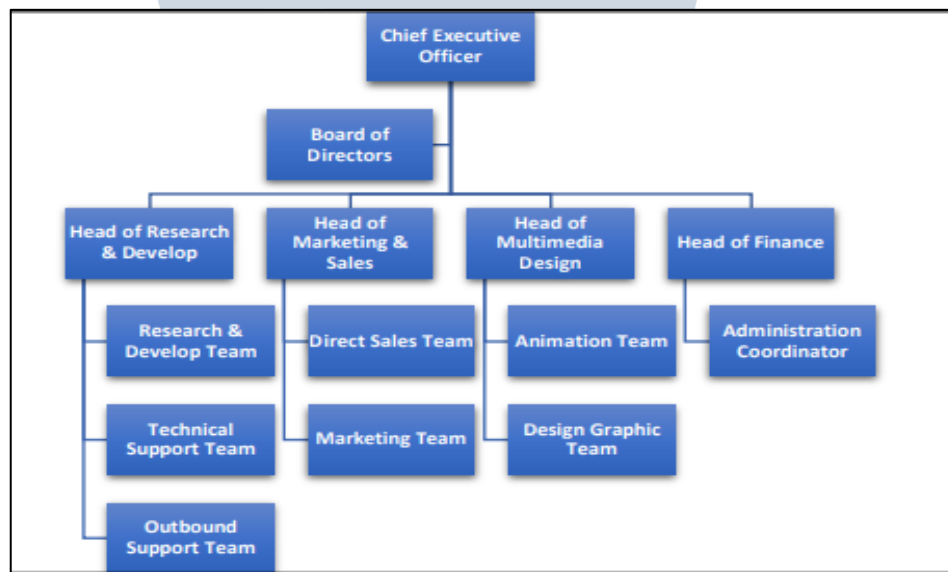 Chief Executive
Officer
Board of
Directors
Head of Research
& Develop
Head of
Marketing &
Sales
Head of
Multimedia
Design
Head of Finance
Research &
Develop Team
Direct Sales Team
Animation Team
Administration
Coordinator
Technical
Support Team
Marketing Team
Design Graphic
Team
Outbound
Support Team